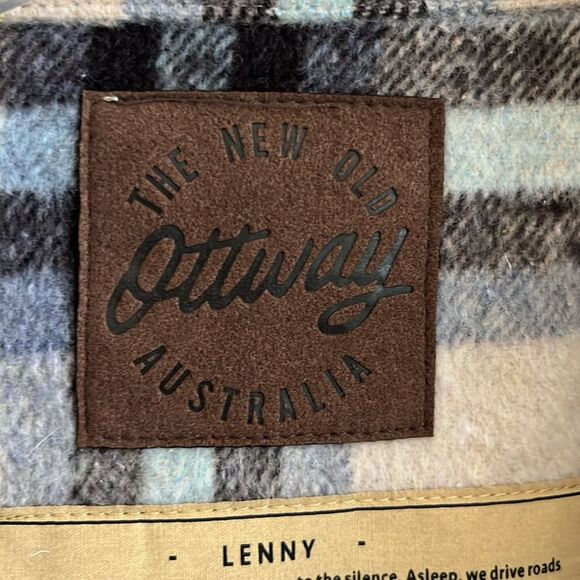 THE NEW OLD
Ottway
AUSTRALIA
- LENNY -
to the silence. Asleep, we drive roads